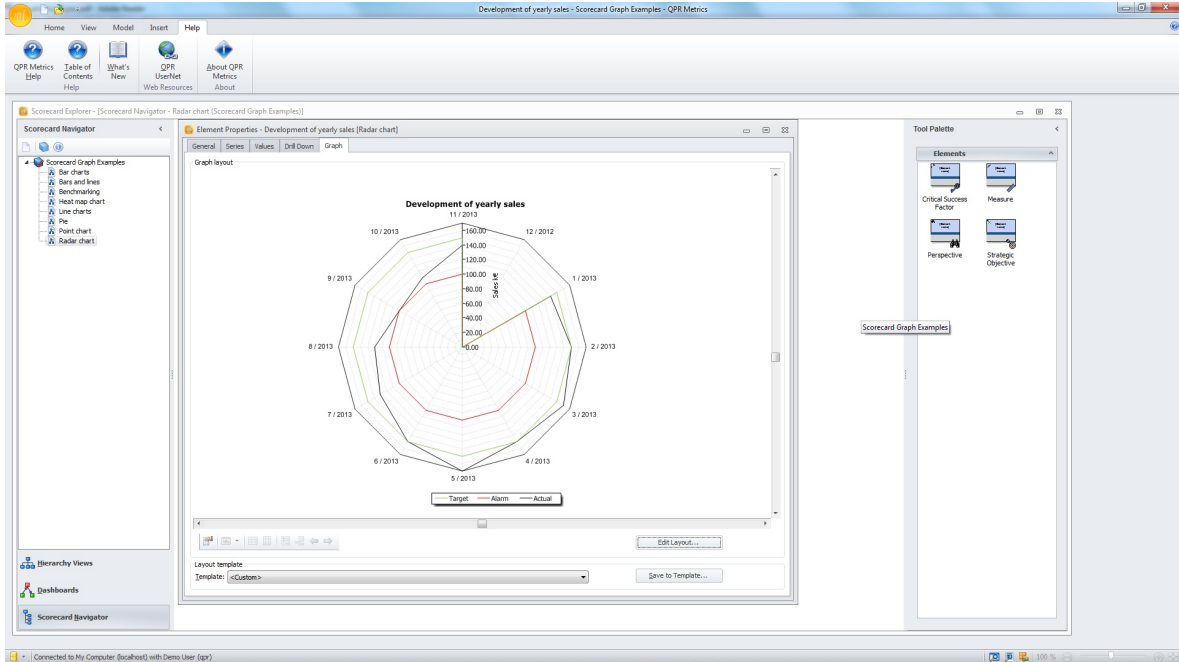 Development of yearly sales - Scorecard Graph Examples - QPR Metrics
Home View Model Insert Help
QPR Metrics Help
Table of Contents
What's New
QPR UserNet
About QPR Metrics
Help Web Resources About
Scorecard Explorer - [Scorecard Navigator - Radar chart (Scorecard Graph Examples)]
Scorecard Navigator
Scorecard Graph Examples
Bar charts
Bars and lines
Benchmarking
Heat map chart
Line charts
Pie
Point chart
Radar chart
Hierarchy Views
Dashboards
Scorecard Navigator
Element Properties - Development of yearly sales [Radar chart]
General Series Values Drill Down Graph
Graph layout
Development of yearly sales
11 / 2013
12 / 2012
1 / 2013
2 / 2013
3 / 2013
4 / 2013
5 / 2013
6 / 2013
7 / 2013
8 / 2013
9 / 2013
10 / 2013
160.00
140.00
120.00
100.00
80.00
60.00
40.00
20.00
0.00
Sales k€
Target Alarm Actual
Edit Layout...
Layout template
Template: <Custom>
Save to Template...
Tool Palette
Elements
Critical Success Factor
Measure
Perspective
Strategic Objective
Scorecard Graph Examples
Connected to My Computer (localhost) with Demo User (qpr)
100 %